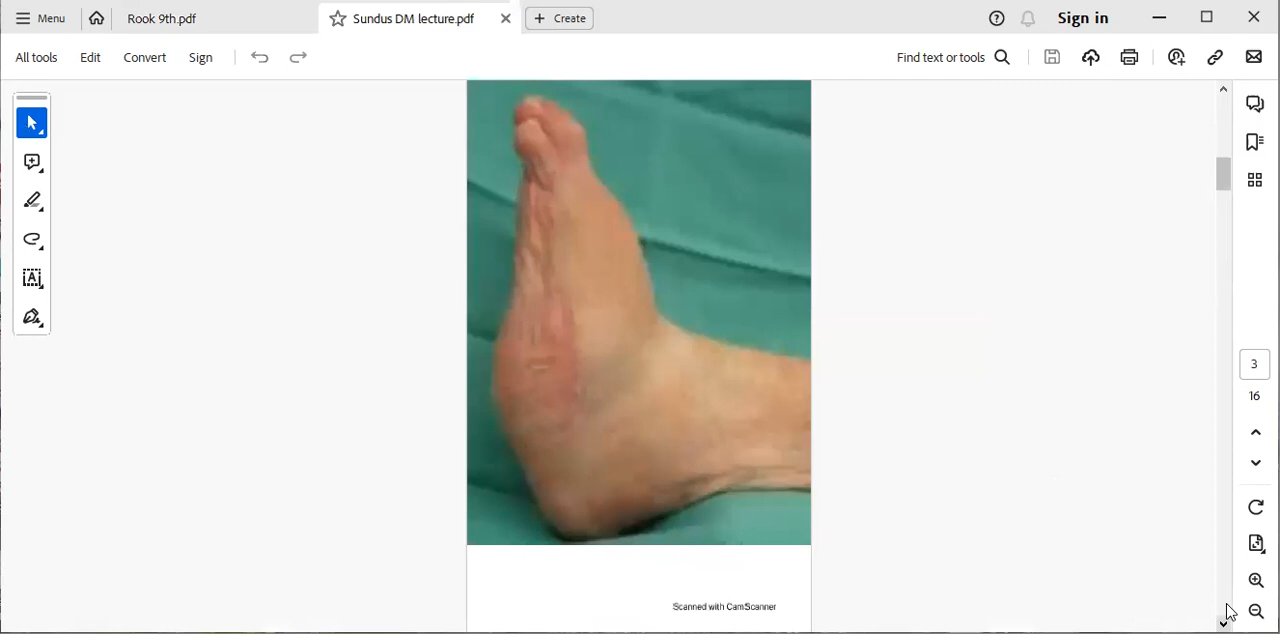 Menu
Rook 9th.pdf
Sundus DM lecture.pdf
Create
Sign in
All tools
Edit
Convert
Sign
Find text or tools
3
16
Scanned with CamScanner